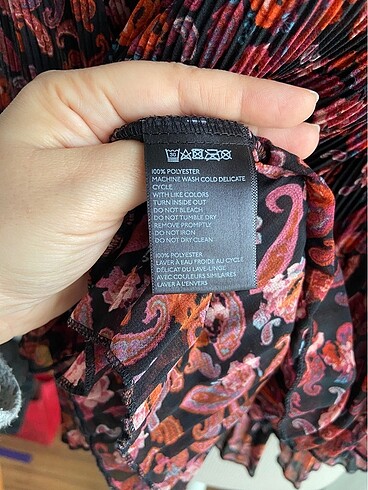 100% POLYESTER
MACHINE WASH COLD DELICATE
CYCLE
WITH LIKE COLORS
TURN INSIDE OUT
DO NOT BLEACH
DO NOT TUMBLE DRY
REMOVE PROMPTLY
DO NOT IRON
DO NOT DRY CLEAN
100% POLYESTER
LAVER À EAU FROIDE AU CYCLE
DÉLICAT DU LAVE-LINGE
AVEC COULEURS SIMILAIRES
LAVER À L'ENVERS